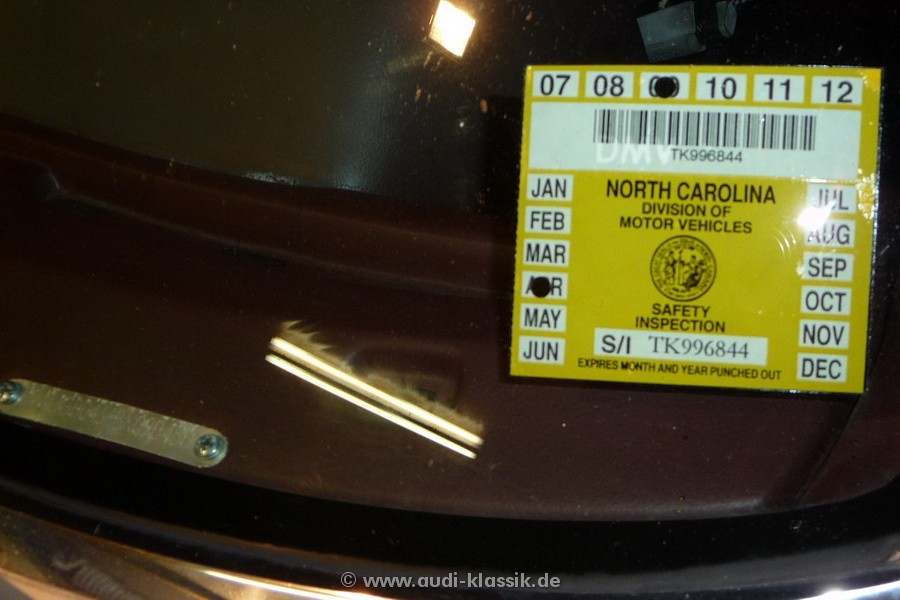 07 08 10 11 12
DMV
TK996844
JAN
FEB
MAR
MAY
JUN
NORTH CAROLINA
DIVISION OF
MOTOR VEHICLES
SAFETY
INSPECTION
S/I TK996844
EXPIRES MONTH AND YEAR PUNCHED OUT
JUL
AUG
SEP
OCT
NOV
DEC
© www.audi-klassik.de